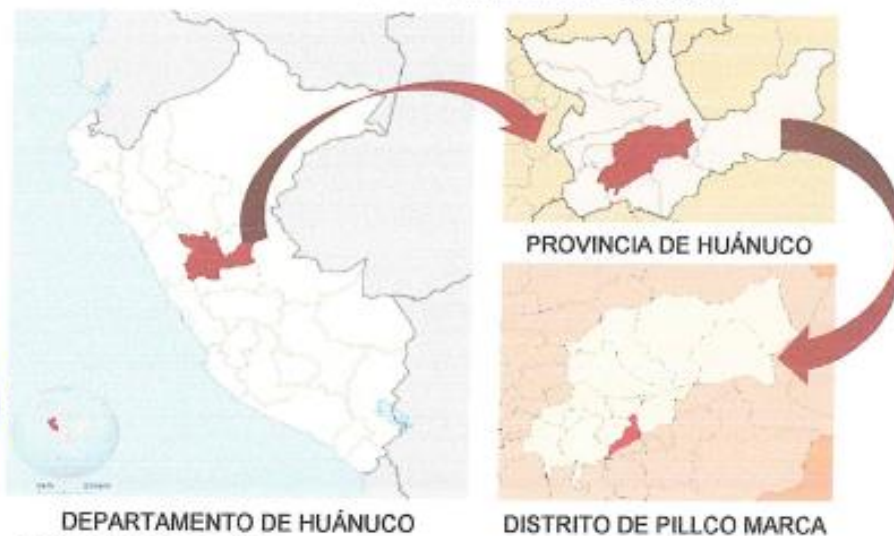 PROVINCIA DE HUÁNUCO
DEPARTAMENTO DE HUÁNUCO
DISTRITO DE PILLCO MARCA